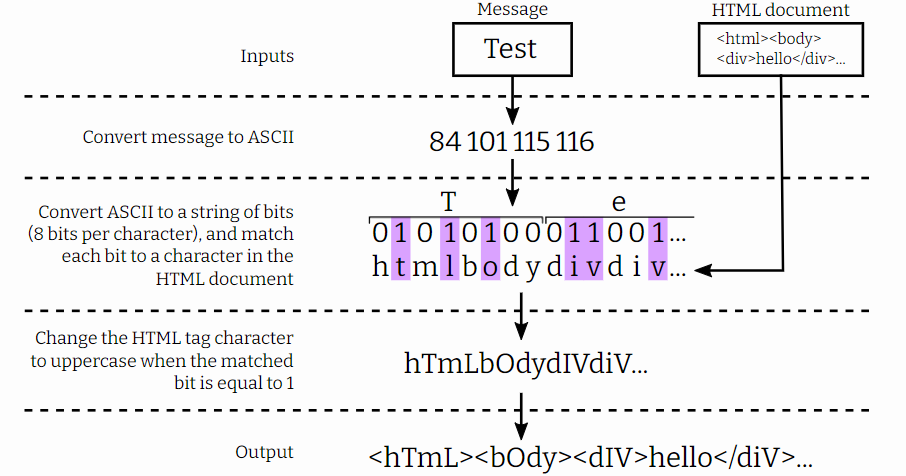 Message
HTML document
Inputs
Test
<html><body>
<div>hello</div>...
Convert message to ASCII
84 101 115 116
Convert ASCII to a string of bits
(8 bits per character), and match
each bit to a character in the
HTML document
T
e
0 1 0 1 0 1 0 0 0 1 1 0 0 1...
h t m l b o d y d i v d i v...
Change the HTML tag character
to uppercase when the matched
bit is equal to 1
hTmLbOdydIVdiV...
Output
<hTmL><bOdy><dIV>hello</diV>...